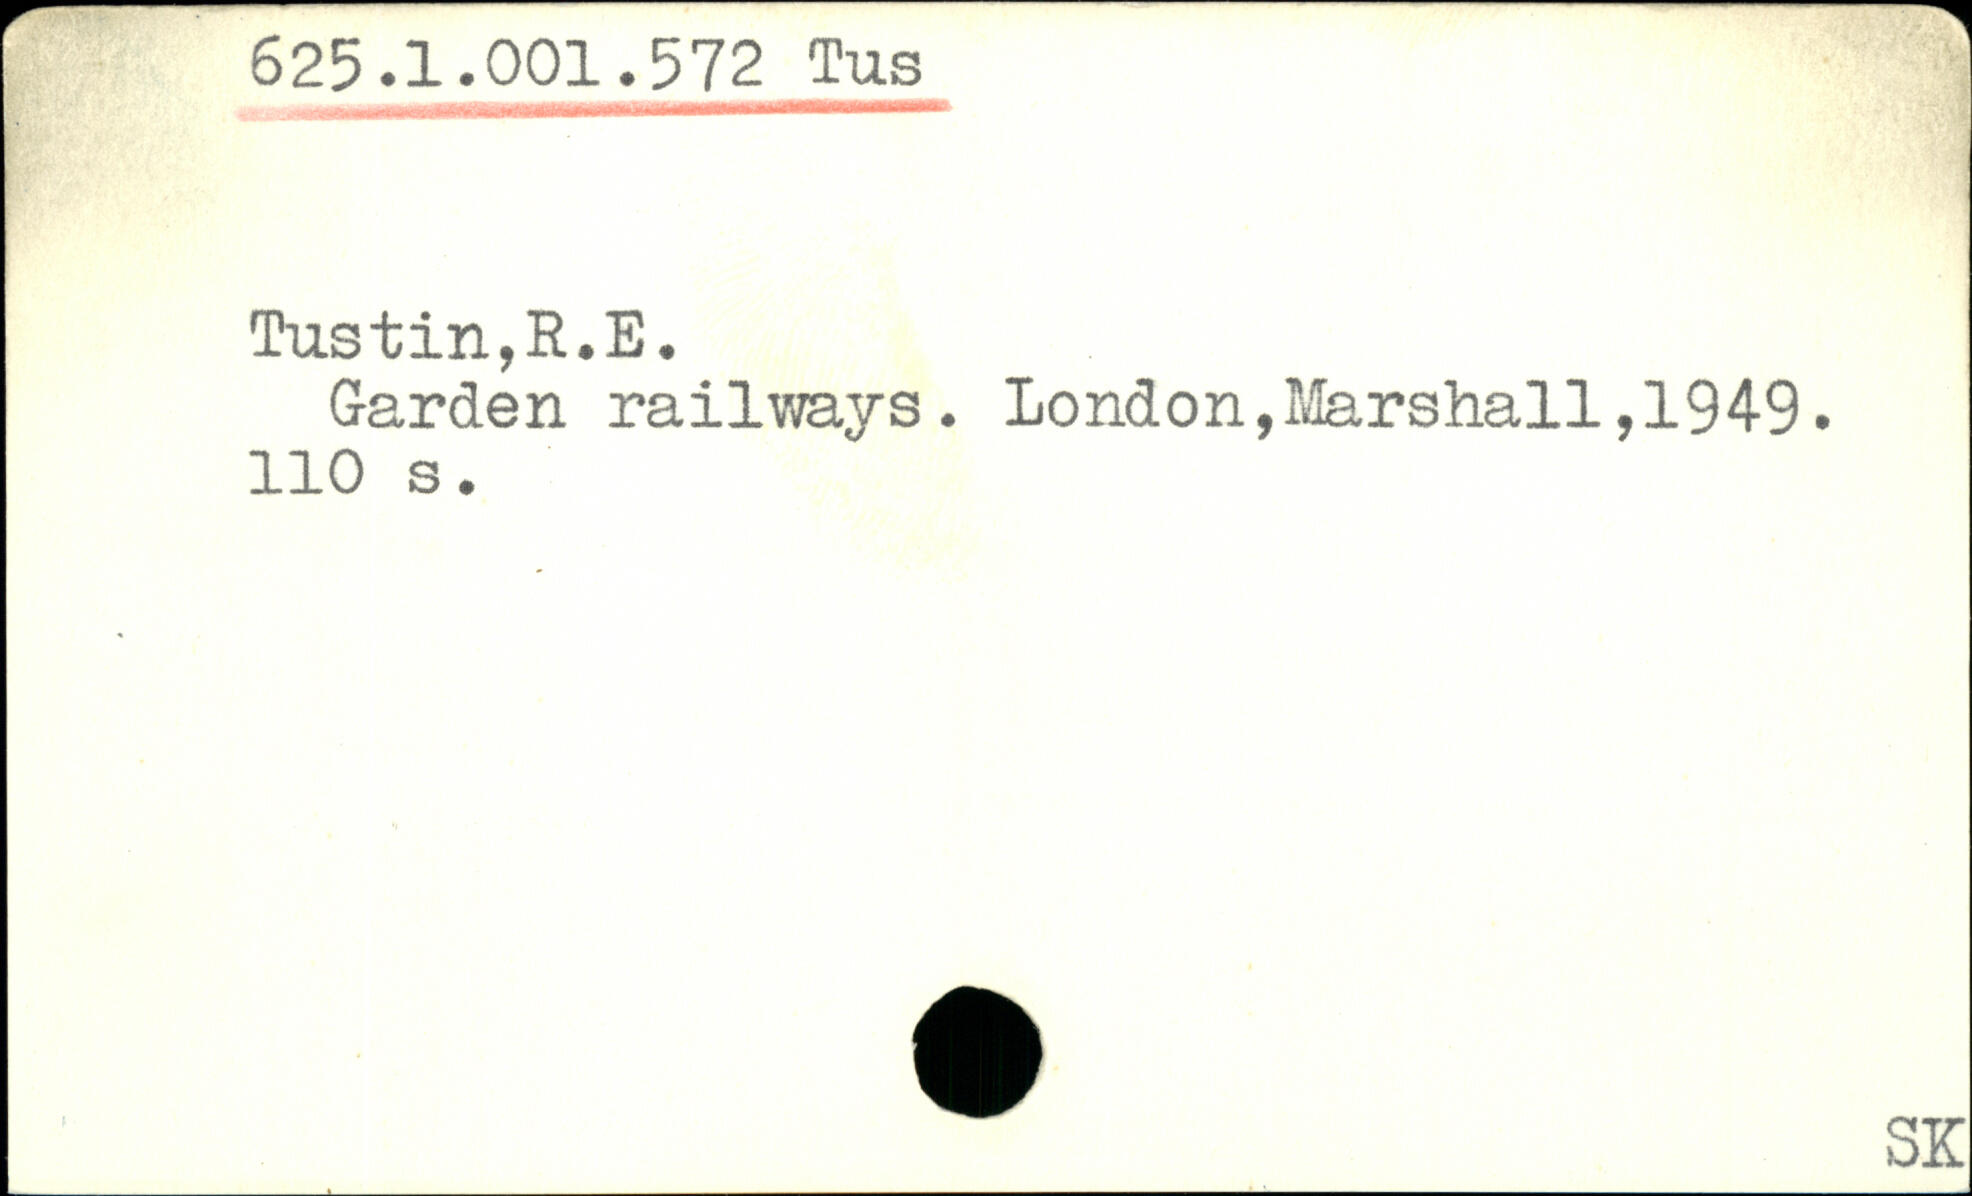 625.1.001.572 Tus
Tustin,R.E.
Garden railways. London,Marshall,1949.
110 s.
SK